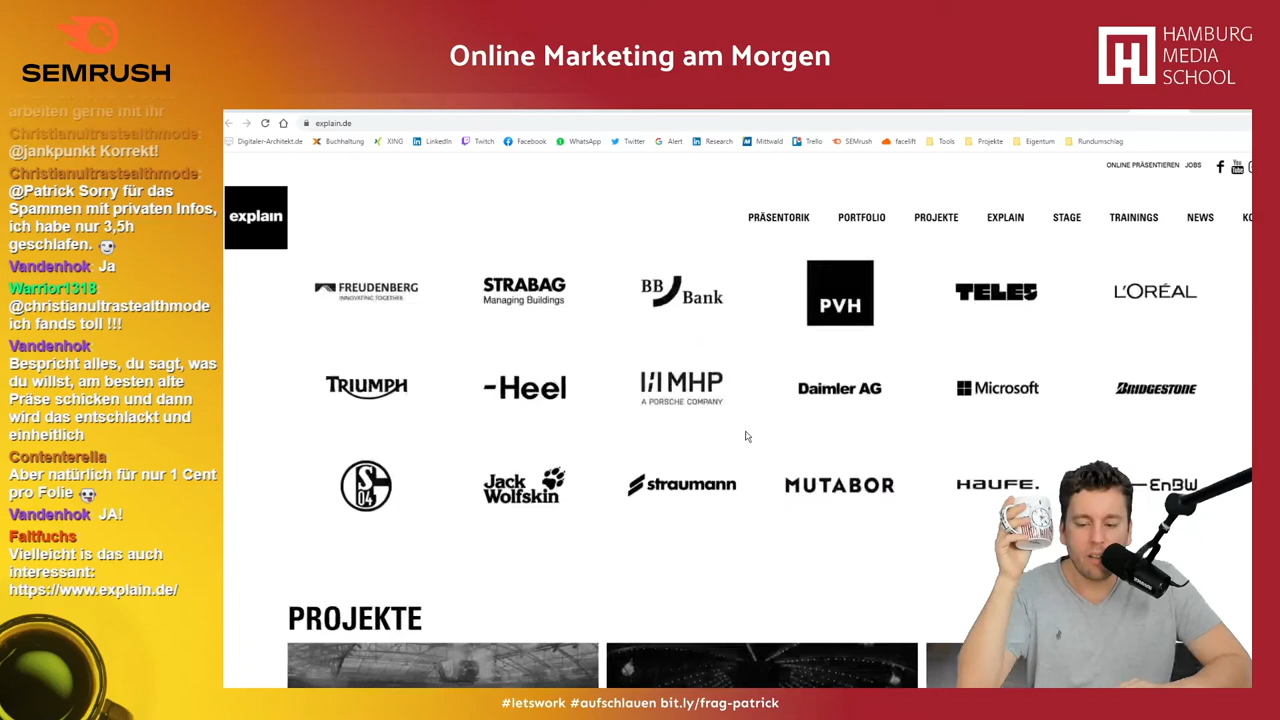 SEMRUSH
Online Marketing am Morgen
HAMBURG
MEDIA
SCHOOL
arbeiten gerne mit ihr
Christianultrastealthmode:
@jankpunkt Korrekt!
Christianultrastealthmode:
@Patrick Sorry für das
Spammen mit privaten Infos,
ich habe nur 3,5h
geschlafen.
Vandenhok Ja
Warrior1318
@christianultrastealthmode
ich fands toll !!!
Vandenhok
Bespricht alles, du sagt, was
du willst, am besten alte
Präse schicken und dann
wird das entschlackt und
einheitlich
Contenterella
Aber natürlich für nur 1 Cent
pro Folie
Vandenhok JA!
Faltfuchs
Vielleicht is das auch
interessant:
https://www.explain.de/
explain.de
Digitaler-Architekt.de Buchhaltung XING LinkedIn Twitch Facebook WhatsApp Twitter Alert Research Mittwald Trello SEMrush facelift Tools Projekte Eigentum Rundumschlag
ONLINE PRÄSENTIEREN JOBS
You Tube
explain
PRÄSENTORIK PORTFOLIO PROJEKTE EXPLAIN STAGE TRAININGS NEWS KO
FREUDENBERG
INNOVATING TOGETHER
STRABAG
Managing Buildings
BB Bank
PVH
TELES
L'ORÉAL
TRIUMPH
-Heel
MHP
A PORSCHE COMPANY
Daimler AG
Microsoft
BRIDGESTONE
S04
Jack
Wolfskin
straumann
MUTABOR
HAUFE.
EnBW
PROJEKTE
#letswork #aufschlauen bit.ly/frag-patrick